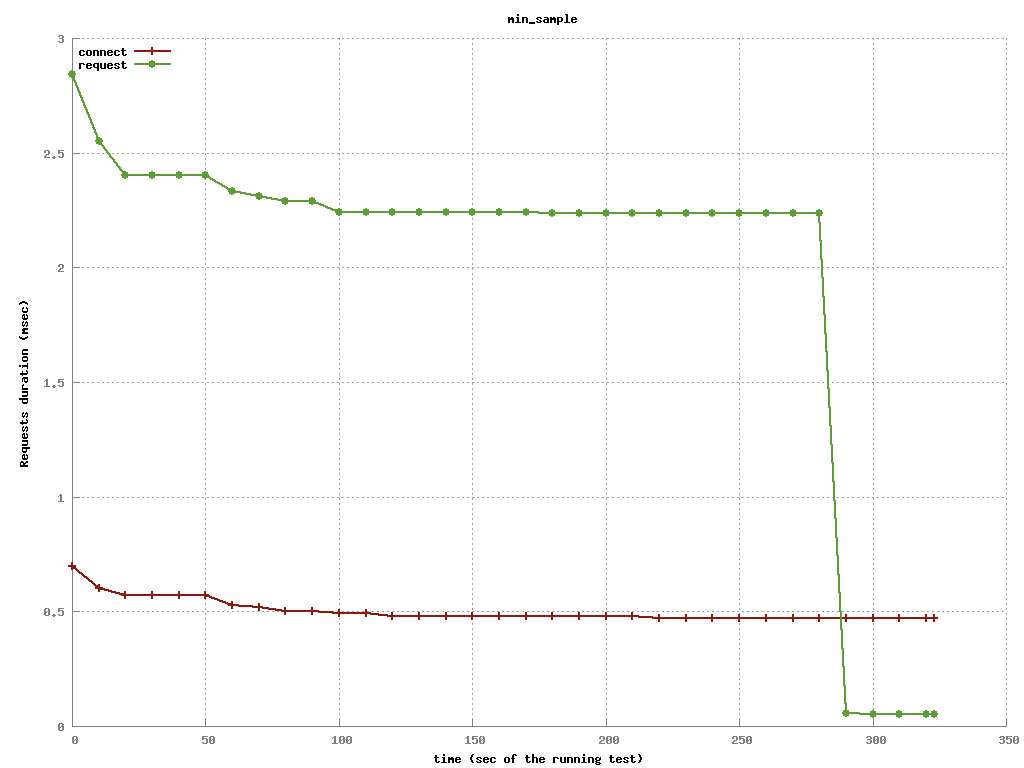 min_sample
connect
request
3
2.5
2
1.5
1
0.5
0
Requests duration (msec)
0 50 100 150 200 250 300 350
time (sec of the running test)